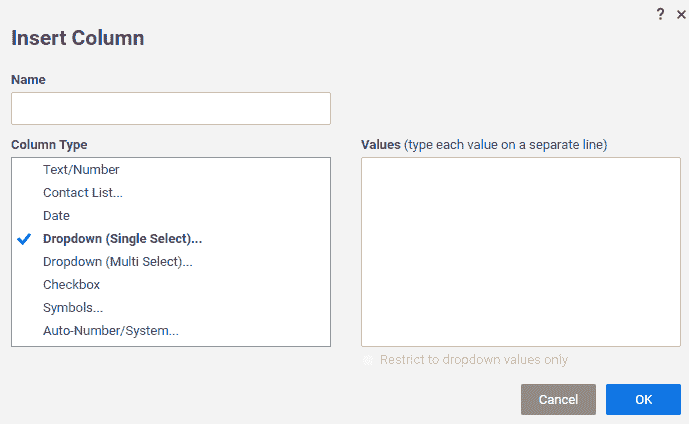 ?
×
Insert Column
Name
Column Type
Text/Number
Contact List...
Date
Dropdown (Single Select)...
Dropdown (Multi Select)...
Checkbox
Symbols...
Auto-Number/System...
Values (type each value on a separate line)
Restrict to dropdown values only
Cancel
OK